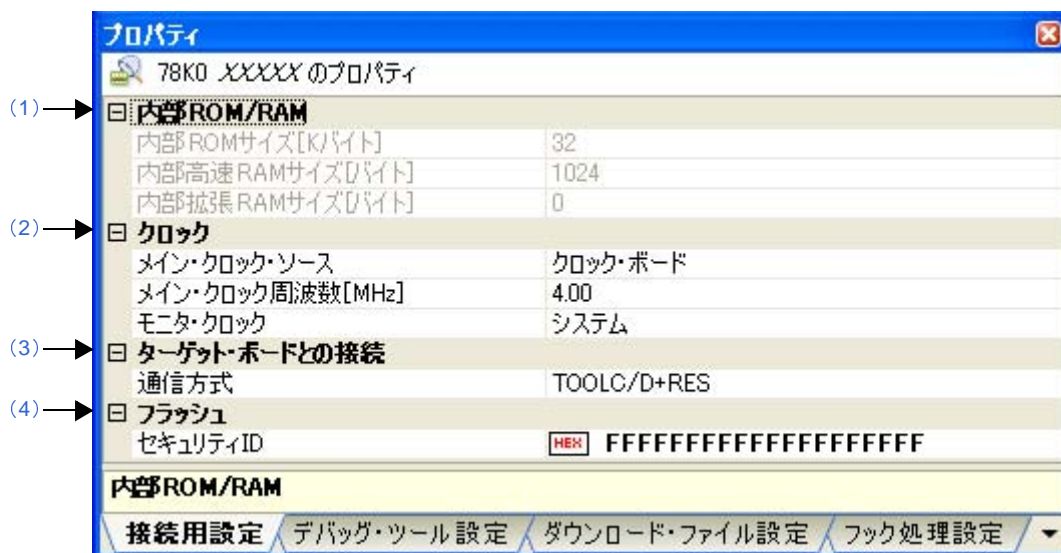 プロパティ
78K0 XXXXX のプロパティ
(1) 内部ROM/RAM
内部ROMサイズ[Kバイト] 32
内部高速RAMサイズ[バイト] 1024
内部拡張RAMサイズ[バイト] 0
(2) クロック
メイン・クロック・ソース クロック・ボード
メイン・クロック周波数[MHz] 4.00
モニタ・クロック システム
(3) ターゲット・ボードとの接続
通信方式 TOOLC/D+RES
(4) フラッシュ
セキュリティID HEX FFFFFFFFFFFFFFFFFFFF
内部ROM/RAM
接続用設定 デバッグ・ツール設定 ダウンロード・ファイル設定 フック処理設定